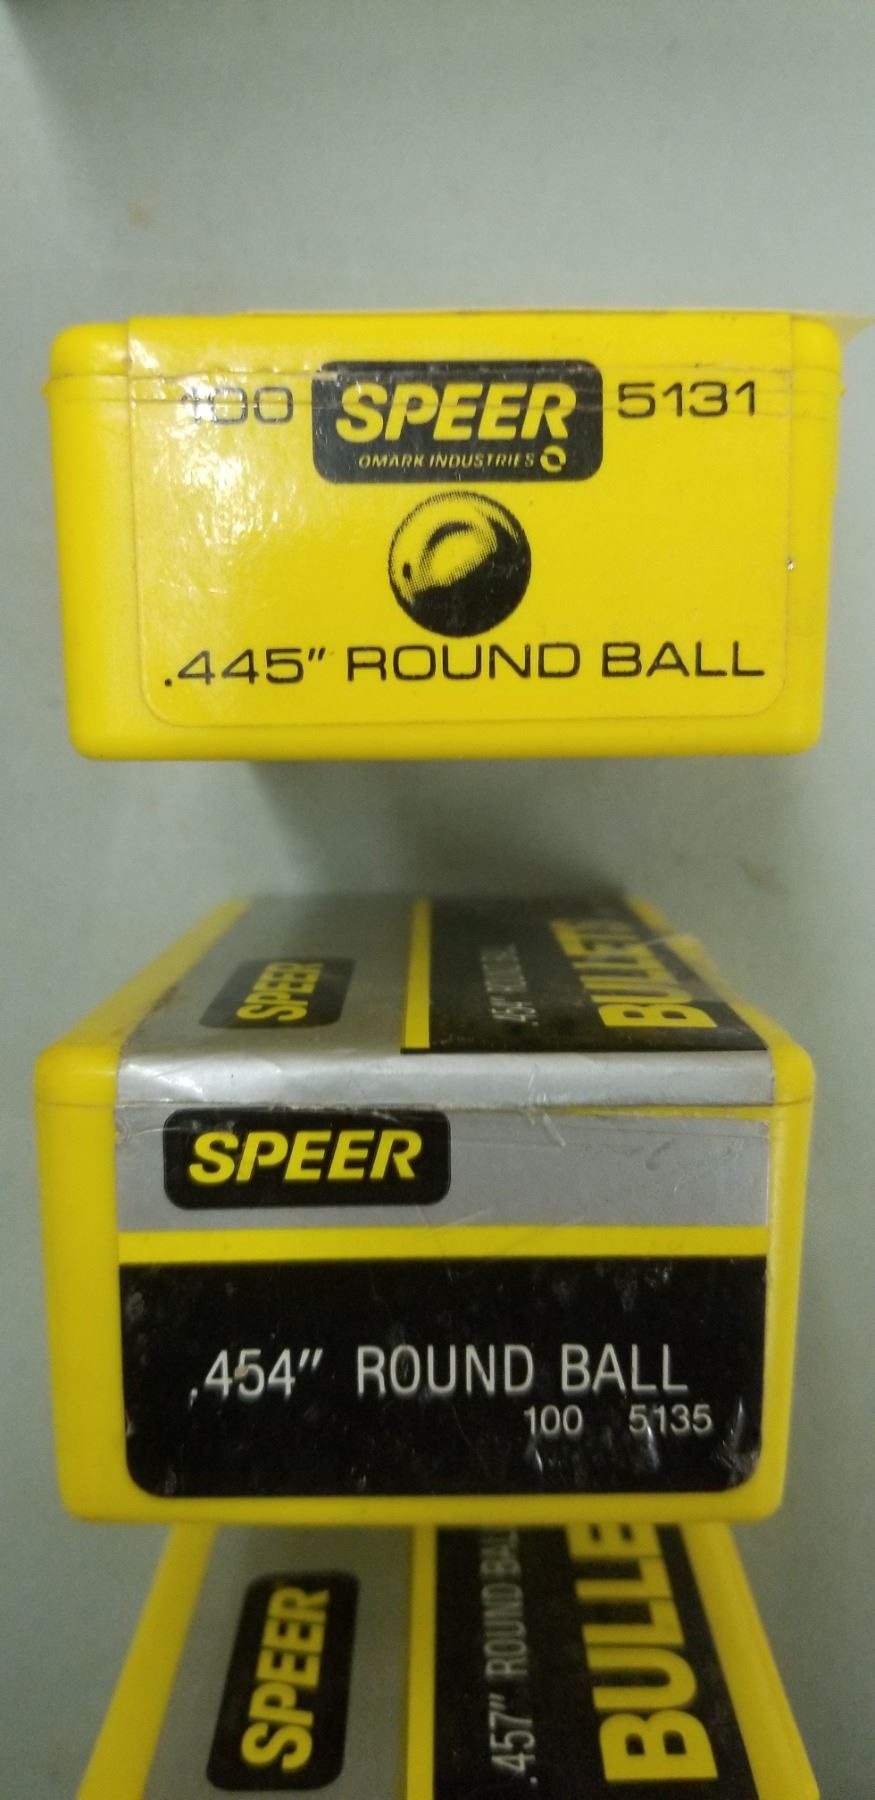 100 SPEER 5131
OMARK INDUSTRIES
.445" ROUND BALL
SPEER
.454" ROUND BALL
BULLETS
SPEER
.454" ROUND BALL
100 5135
SPEER
.457" ROUND BAL
BULLE